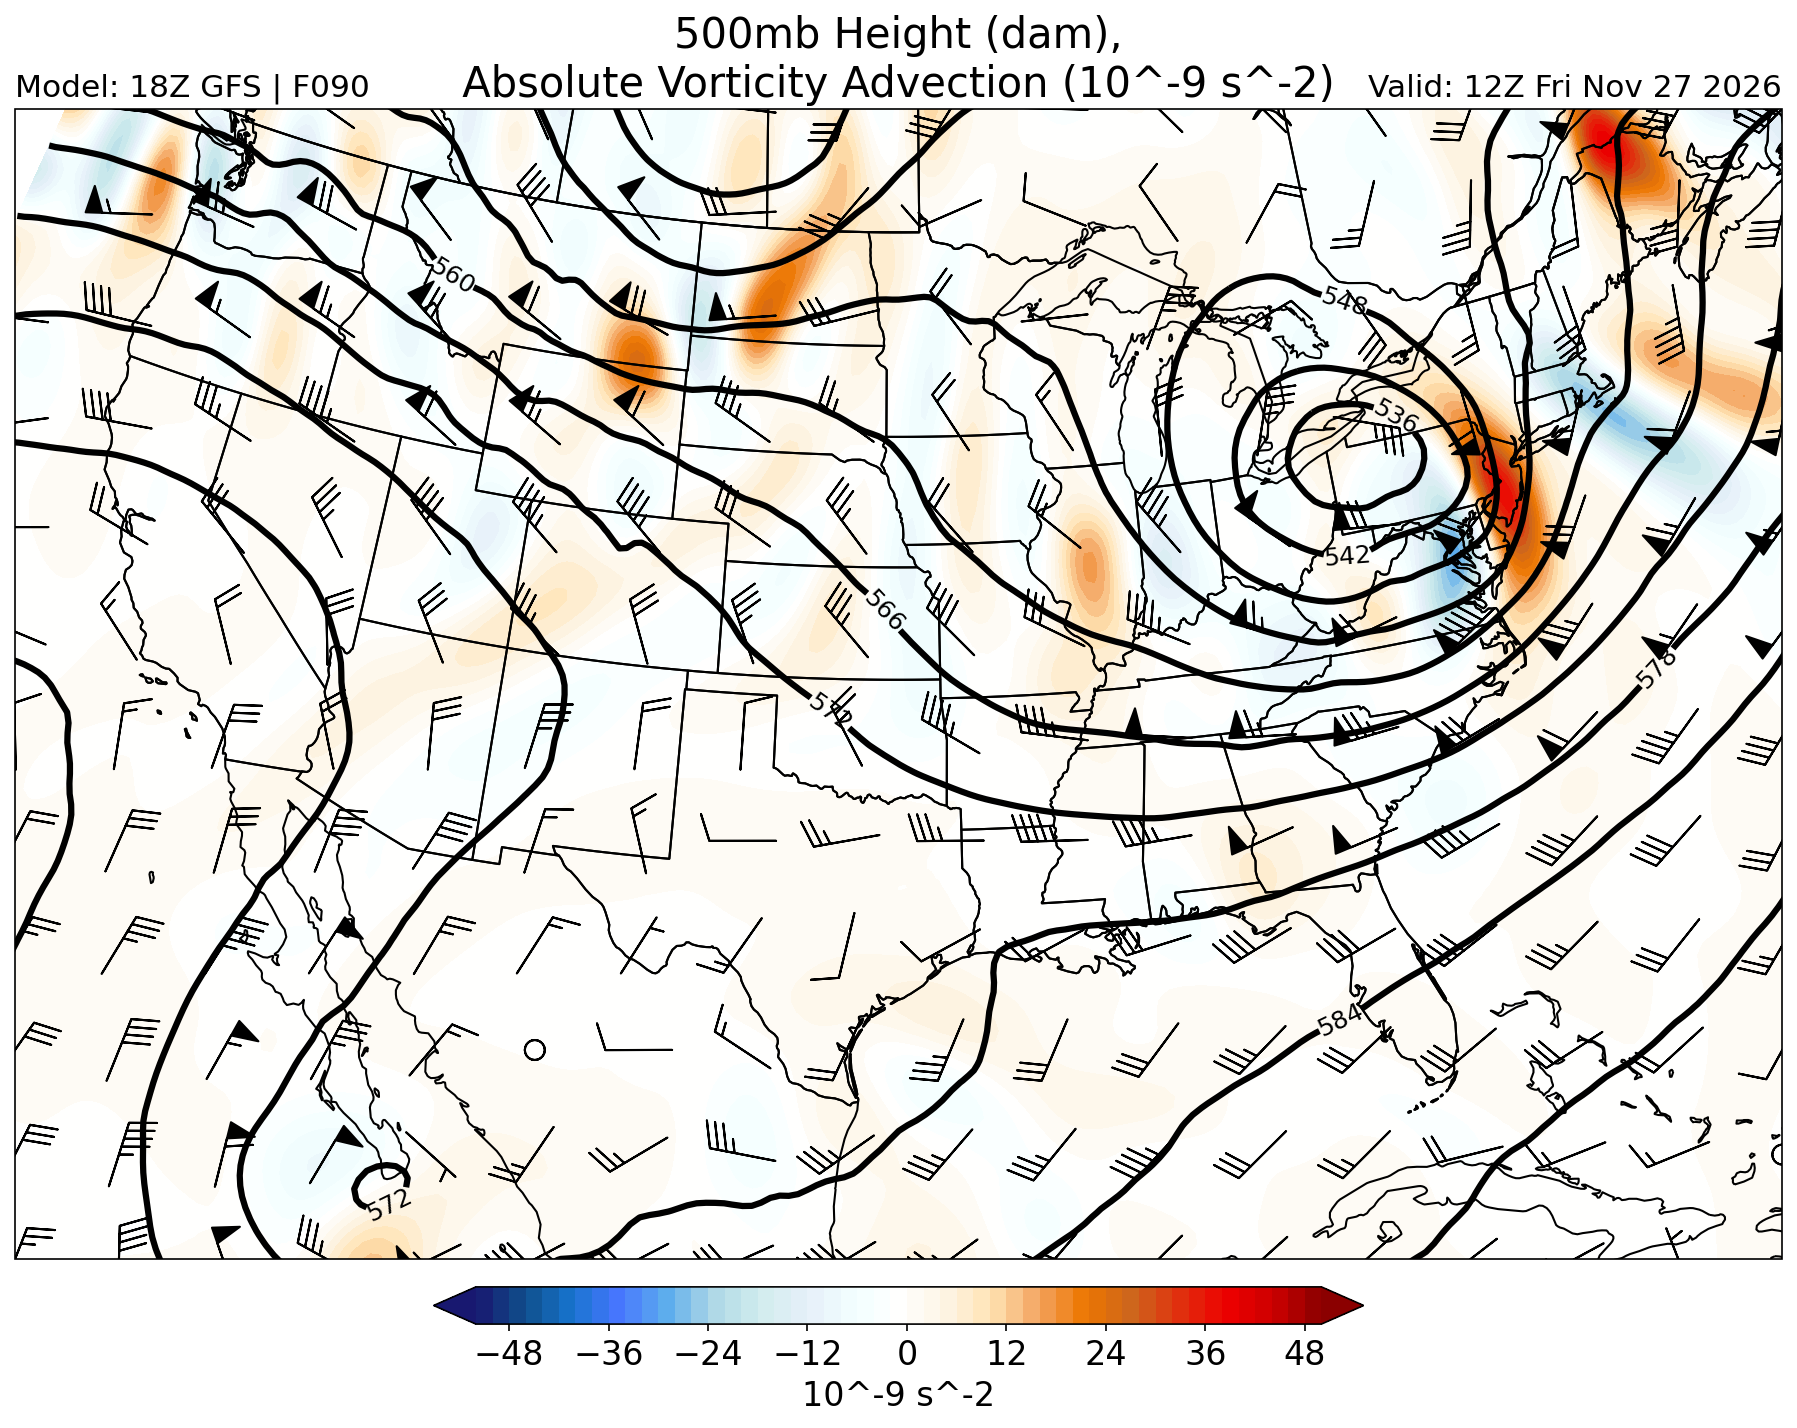 500mb Height (dam),
Model: 18Z GFS | F090
Absolute Vorticity Advection (10^-9 s^-2)
Valid: 12Z Fri Nov 27 2026
560
548
536
542
566
572
578
584
572
−48 −36 −24 −12 0 12 24 36 48
10^-9 s^-2